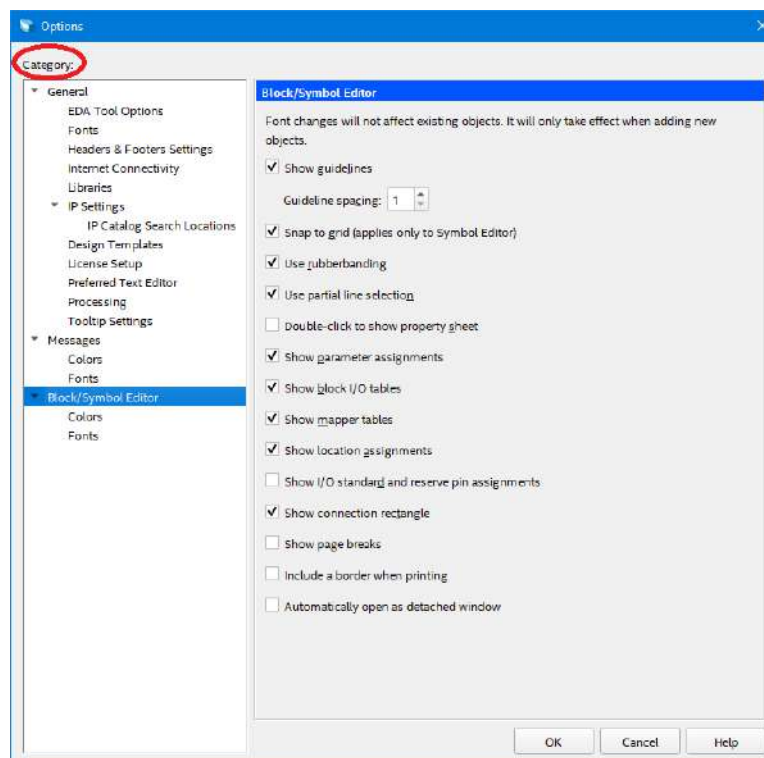 Options
Category:
General
EDA Tool Options
Fonts
Headers & Footers Settings
Internet Connectivity
Libraries
IP Settings
IP Catalog Search Locations
Design Templates
License Setup
Preferred Text Editor
Processing
Tooltip Settings
Messages
Colors
Fonts
Block/Symbol Editor
Colors
Fonts
Block/Symbol Editor
Font changes will not affect existing objects. It will only take effect when adding new
objects.
Show guidelines
Guideline spacing: 1
Snap to grid (applies only to Symbol Editor)
Use rubberbanding
Use partial line selection
Double-click to show property sheet
Show parameter assignments
Show block I/O tables
Show mapper tables
Show location assignments
Show I/O standard and reserve pin assignments
Show connection rectangle
Show page breaks
Include a border when printing
Automatically open as detached window
OK Cancel Help